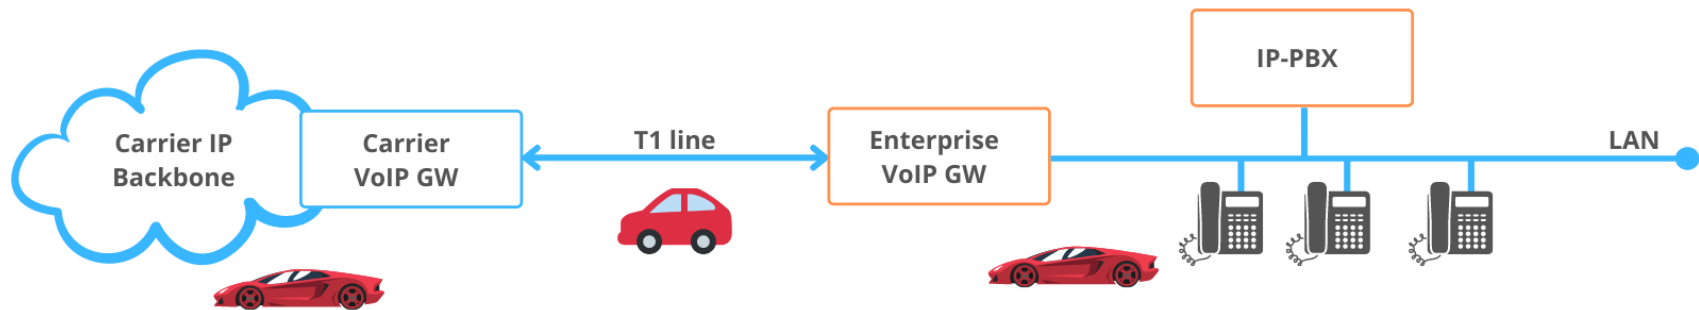 Carrier IP
Backbone
Carrier
VoIP GW
T1 line
Enterprise
VoIP GW
IP-PBX
LAN